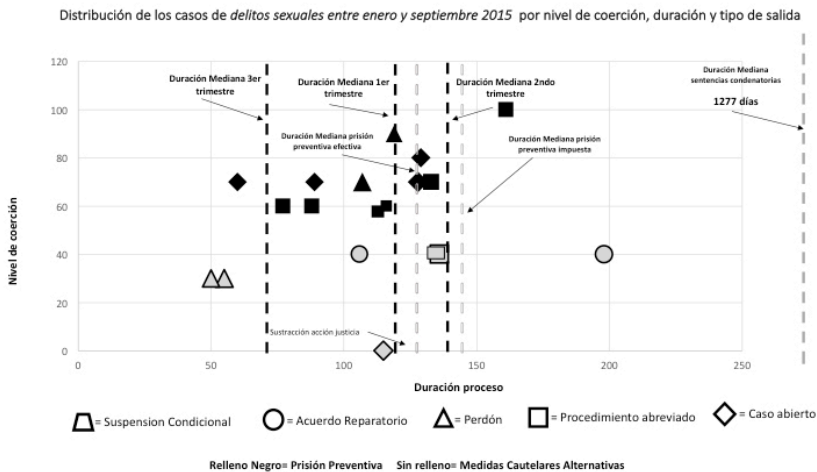 Distribución de los casos de delitos sexuales entre enero y septiembre 2015 por nivel de coerción, duración y tipo de salida
120
100
80
60
40
20
0
Nivel de coerción
Duración Mediana 3er
trimestre
Duración Mediana 1er
trimestre
Duración Mediana 2ndo
trimestre
Duración Mediana
sentencias condenatorias
1277 días
Duración Mediana prisión
preventiva efectiva
Duración Mediana prisión
preventiva impuesta
Sustracción acción justicia
0
50
100
150
200
250
Duración proceso
= Suspension Condicional
= Acuerdo Reparatorio
= Perdón
= Procedimiento abreviado
= Caso abierto
Relleno Negro= Prisión Preventiva Sin relleno= Medidas Cautelares Alternativas